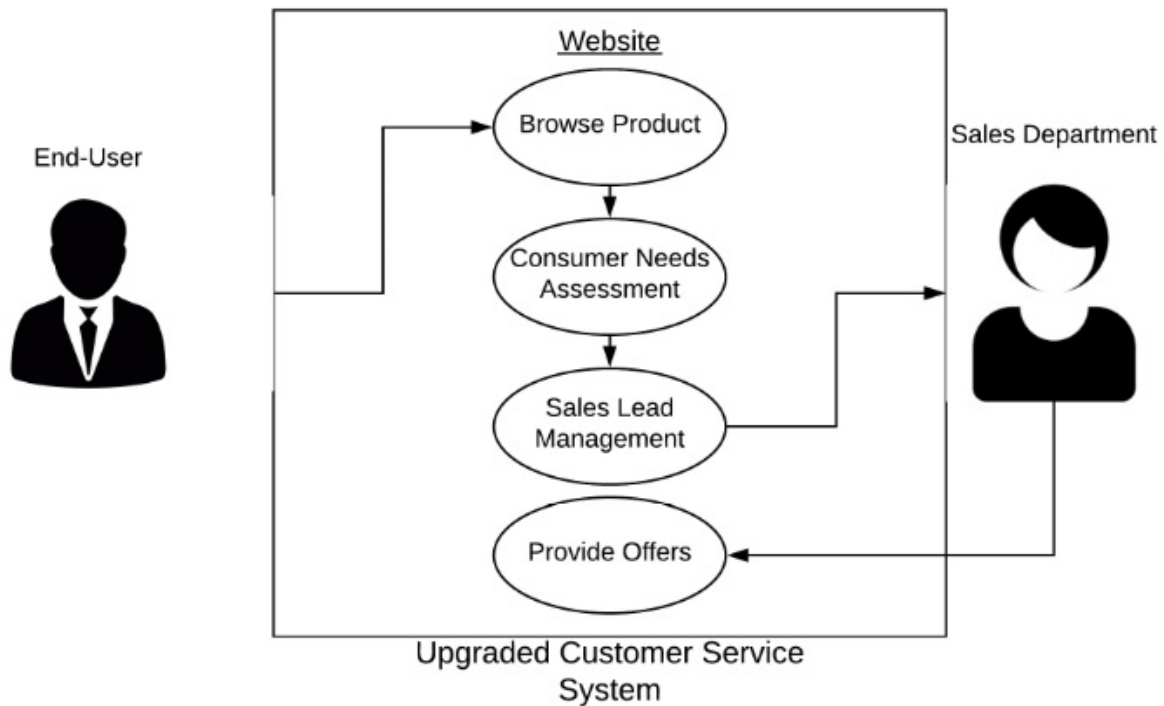 Website
Browse Product
End-User
Sales Department
Consumer Needs
Assessment
Sales Lead
Management
Provide Offers
Upgraded Customer Service
System